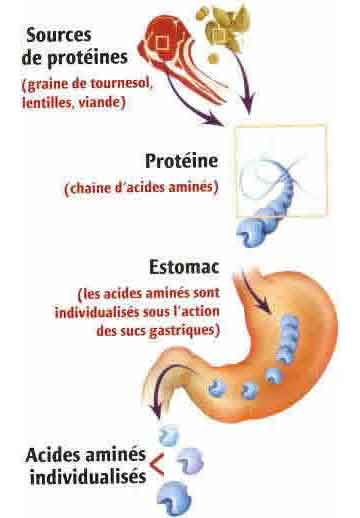 Sources
de protéines
(graine de tournesol,
lentilles, viande)
Protéine
(chaine d'acides aminés)
Estomac
(les acides aminés sont
individualisés sous l'action
des sucs gastriques)
Acides aminés
individualisés